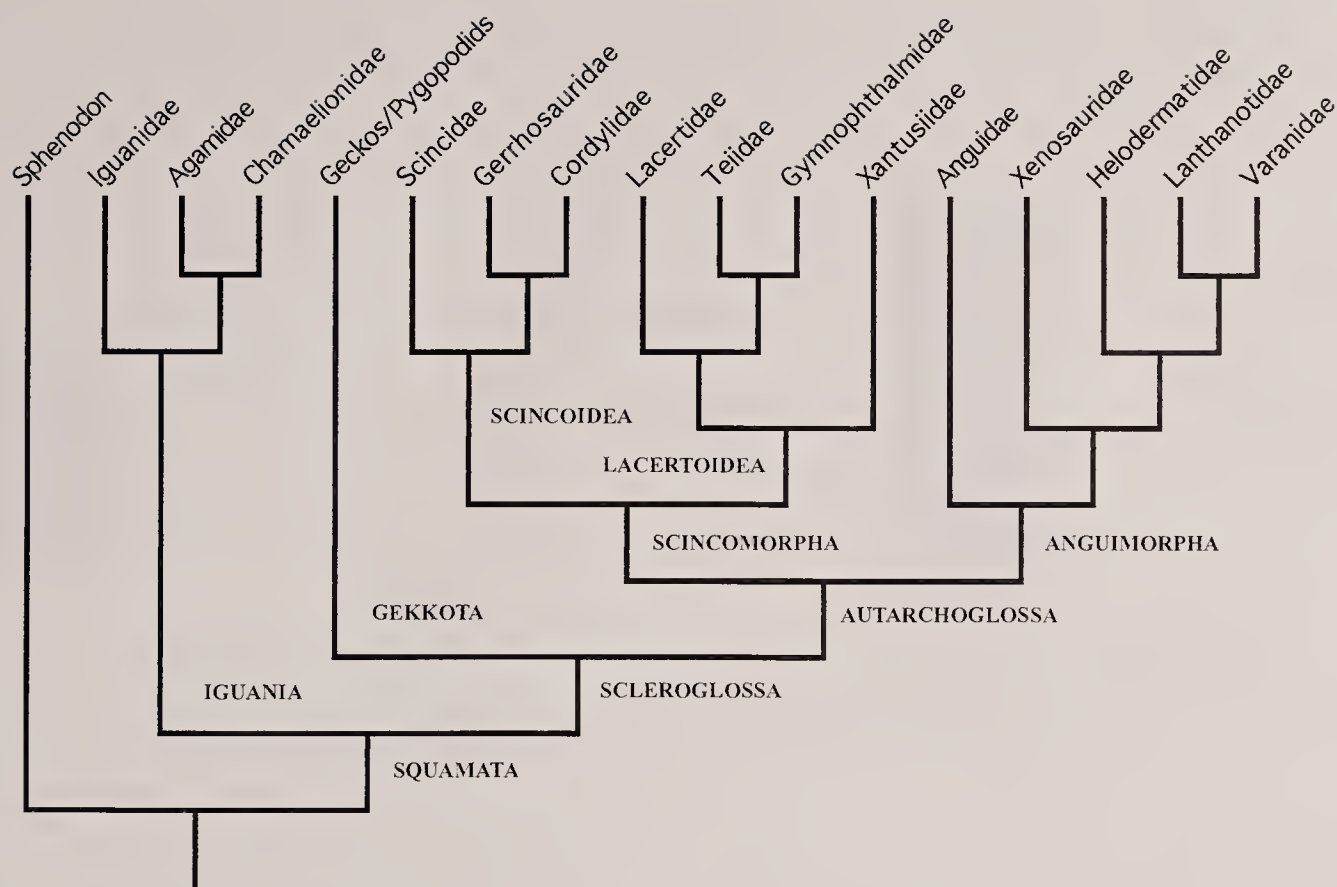 Sphenodon
Iguanidae
Agamidae
Chamaelionidae
Geckos/Pygopodids
Scincidae
Gerrhosauridae
Cordylidae
Lacertidae
Teiidae
Gymnophthalmidae
Xantusiidae
Anguidae
Xenosauridae
Helodermatidae
Lanthanotidae
Varanidae
SCINCOIDEA
LACERTOIDEA
SCINCOMORPHA
ANGUIMORPHA
GEKKOTA
AUTARCHOGLOSSA
IGUANIA
SCLEROGLOSSA
SQUAMATA